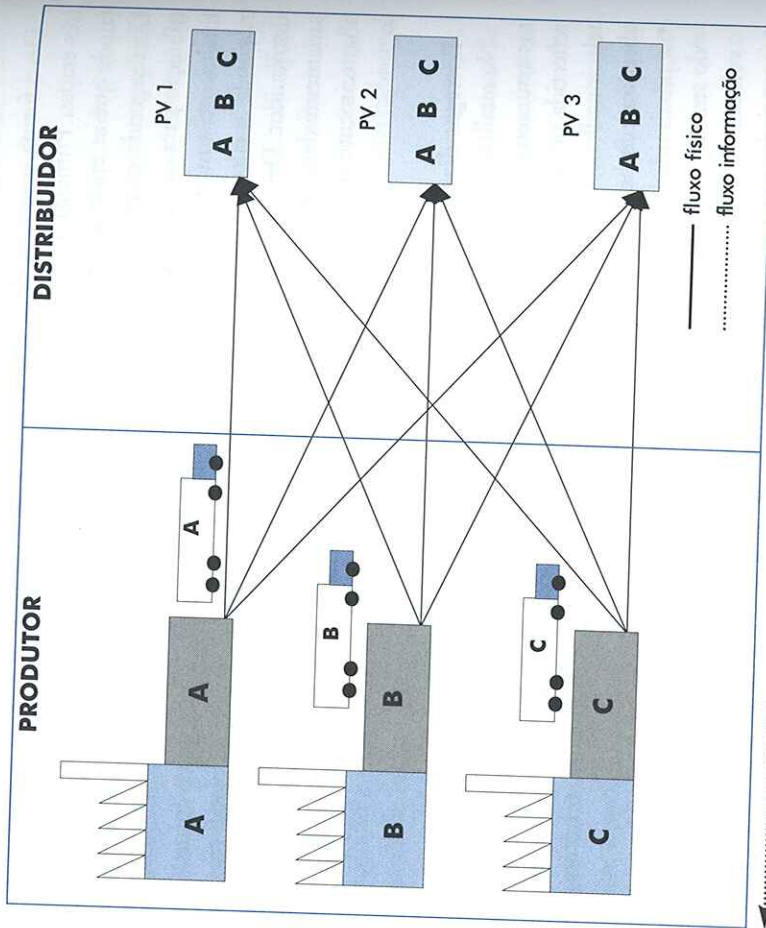 PRODUTOR
DISTRIBUIDOR
A
A
A
PV 1
A B C
B
B
B
PV 2
A B C
C
C
C
PV 3
A B C
fluxo físico
fluxo informação